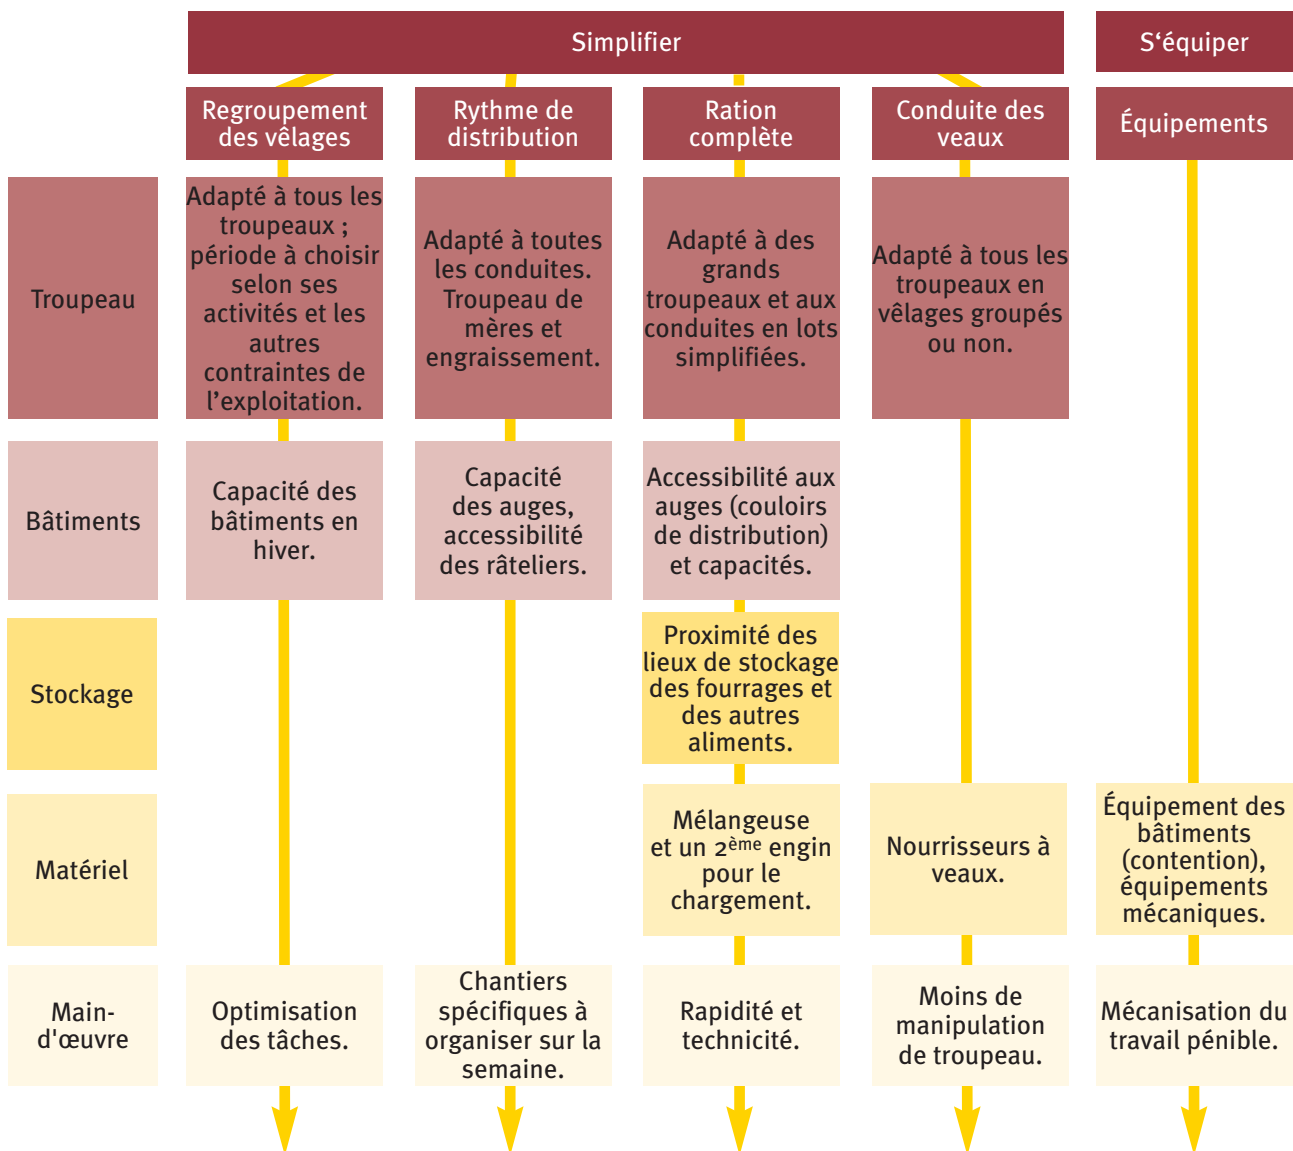 Simplifier
S‘équiper
Regroupement
des vêlages
Rythme de
distribution
Ration
complète
Conduite des
veaux
Équipements
Troupeau
Adapté à tous les
troupeaux ;
période à choisir
selon ses
activités et les
autres
contraintes de
l’exploitation.
Adapté à toutes
les conduites.
Troupeau de
mères et
engraissement.
Adapté à des
grands
troupeaux et aux
conduites en lots
simplifiées.
Adapté à tous les
troupeaux en
vêlages groupés
ou non.
Bâtiments
Capacité des
bâtiments en
hiver.
Capacité
des auges,
accessibilité
des râteliers.
Accessibilité aux
auges (couloirs
de distribution)
et capacités.
Stockage
Proximité des
lieux de stockage
des fourrages et
des autres
aliments.
Matériel
Mélangeuse
et un 2ème engin
pour le
chargement.
Nourrisseurs à
veaux.
Équipement des
bâtiments
(contention),
équipements
mécaniques.
Main-
d'œuvre
Optimisation
des tâches.
Chantiers
spécifiques à
organiser sur la
semaine.
Rapidité et
technicité.
Moins de
manipulation
de troupeau.
Mécanisation du
travail pénible.